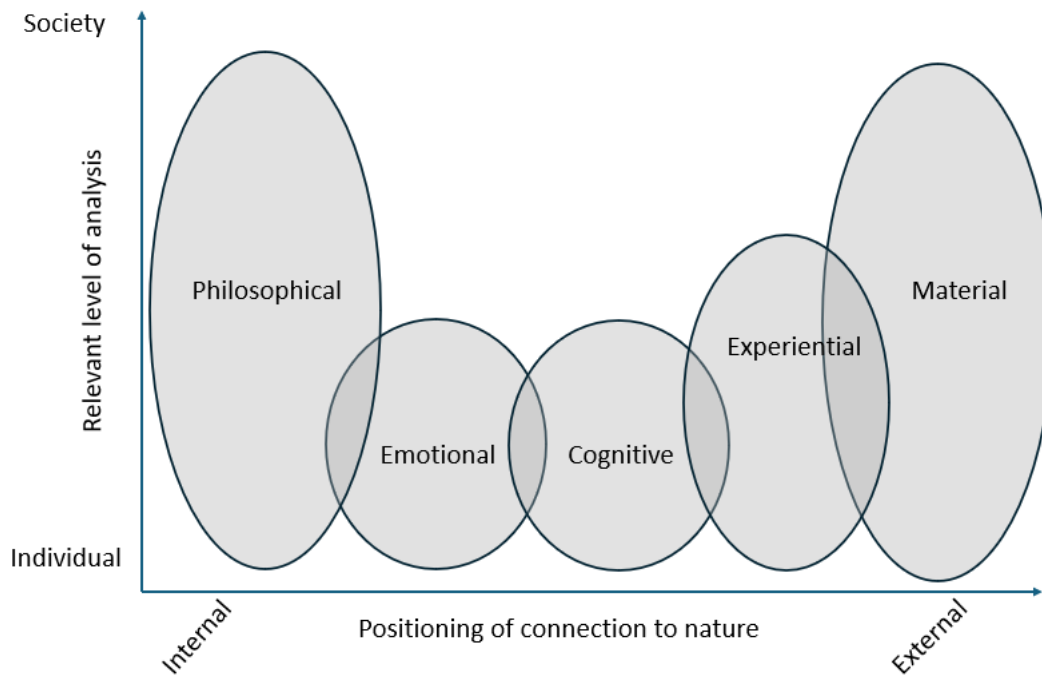 Society
Relevant level of analysis
Philosophical
Material
Experiential
Emotional
Cognitive
Individual
Internal
Positioning of connection to nature
External